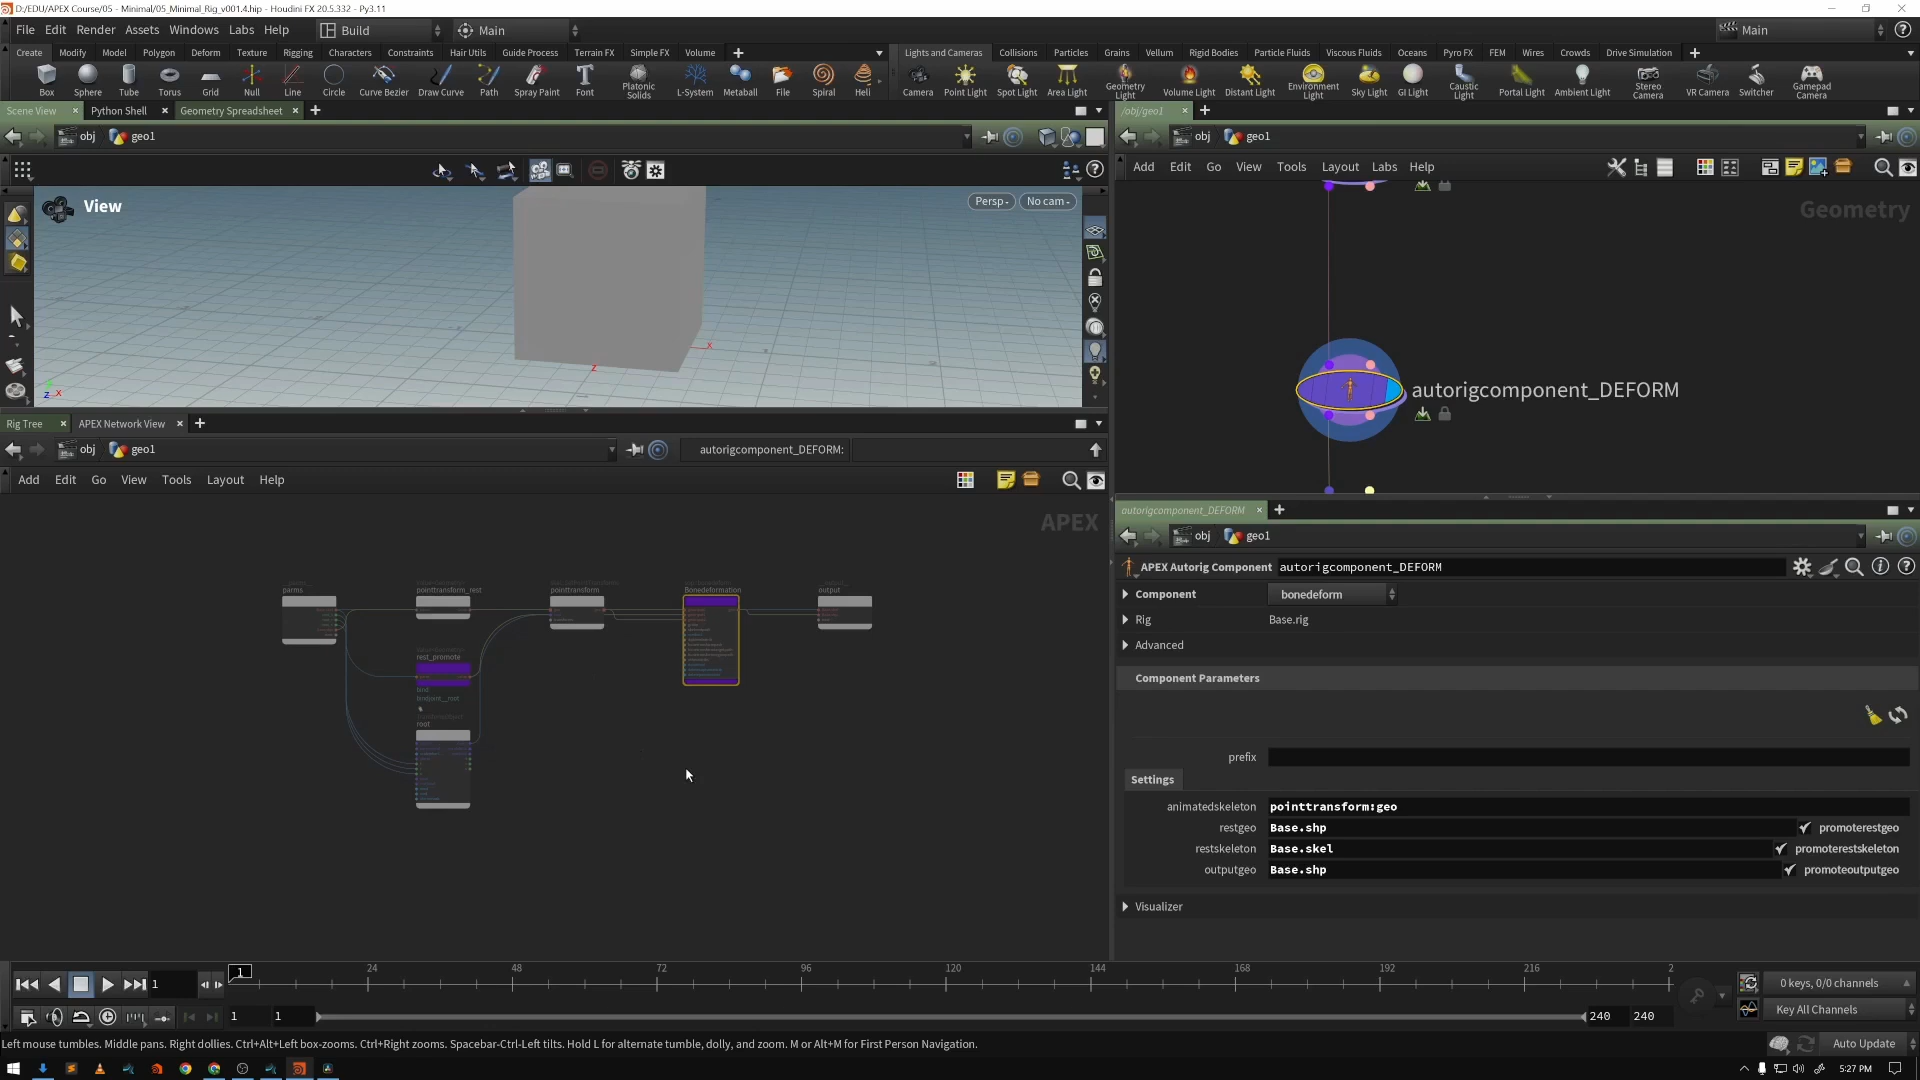 D:/EDU/APEX Course/05 - Minimal/05_Minimal_Rig_v001.4.hip - Houdini FX 20.5.332 - Py3.11
File Edit Render Assets Windows Labs Help Build Main Main
Create Modify Model Polygon Deform Texture Rigging Characters Constraints Hair Utils Guide Process Terrain FX Simple FX Volume
Lights and Cameras Collisions Particles Grains Vellum Rigid Bodies Particle Fluids Viscous Fluids Oceans Pyro FX FEM Wires Crowds Drive Simulation
Box Sphere Tube Torus Grid Null Line Circle Curve Bezier Draw Curve Path Spray Paint Font Platonic Solids L-System Metaball File Spiral Heli
Camera Point Light Spot Light Area Light Geometry Light Volume Light Distant Light Environment Light Sky Light GI Light Caustic Light Portal Light Ambient Light Stereo Camera VR Camera Switcher Gamepad Camera
Scene View Python Shell Geometry Spreadsheet
obj geo1
View
Persp No cam
z x
z
x
/obj/geo1
obj geo1
Add Edit Go View Tools Layout Labs Help
Geometry
autorigcomponent_DEFORM
Rig Tree APEX Network View
obj geo1 autorigcomponent_DEFORM:
Add Edit Go View Tools Layout Help
APEX
parms
pointtransform_rest
pointtransform
Bonedeformation
output
rest_promote
root
autorigcomponent_DEFORM
obj geo1
APEX Autorig Component autorigcomponent_DEFORM
Component bonedeform
Rig Base.rig
Advanced
Component Parameters
prefix
Settings
animatedskeleton pointtransform:geo
restgeo Base.shp promoterestgeo
restskeleton Base.skel promoterestskeleton
outputgeo Base.shp promoteoutputgeo
Visualizer
1 1 24 48 72 96 120 144 168 192 216 2
0 keys, 0/0 channels
1 1 240 240
Key All Channels
Left mouse tumbles. Middle pans. Right dollies. Ctrl+Alt+Left box-zooms. Ctrl+Right zooms. Spacebar-Ctrl-Left tilts. Hold L for alternate tumble, dolly, and zoom. M or Alt+M for First Person Navigation.
Auto Update
5:27 PM